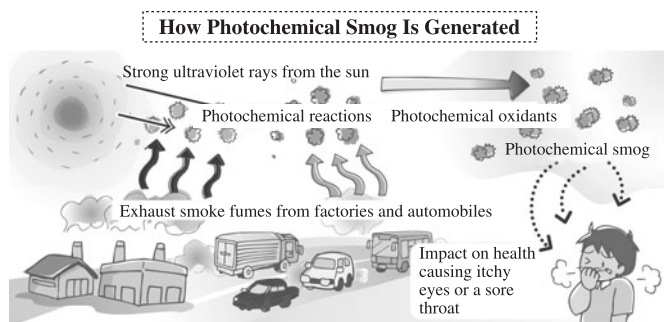 How Photochemical Smog Is Generated
Strong ultraviolet rays from the sun
Photochemical reactions
Photochemical oxidants
Photochemical smog
Exhaust smoke fumes from factories and automobiles
Impact on health
causing itchy
eyes or a sore
throat